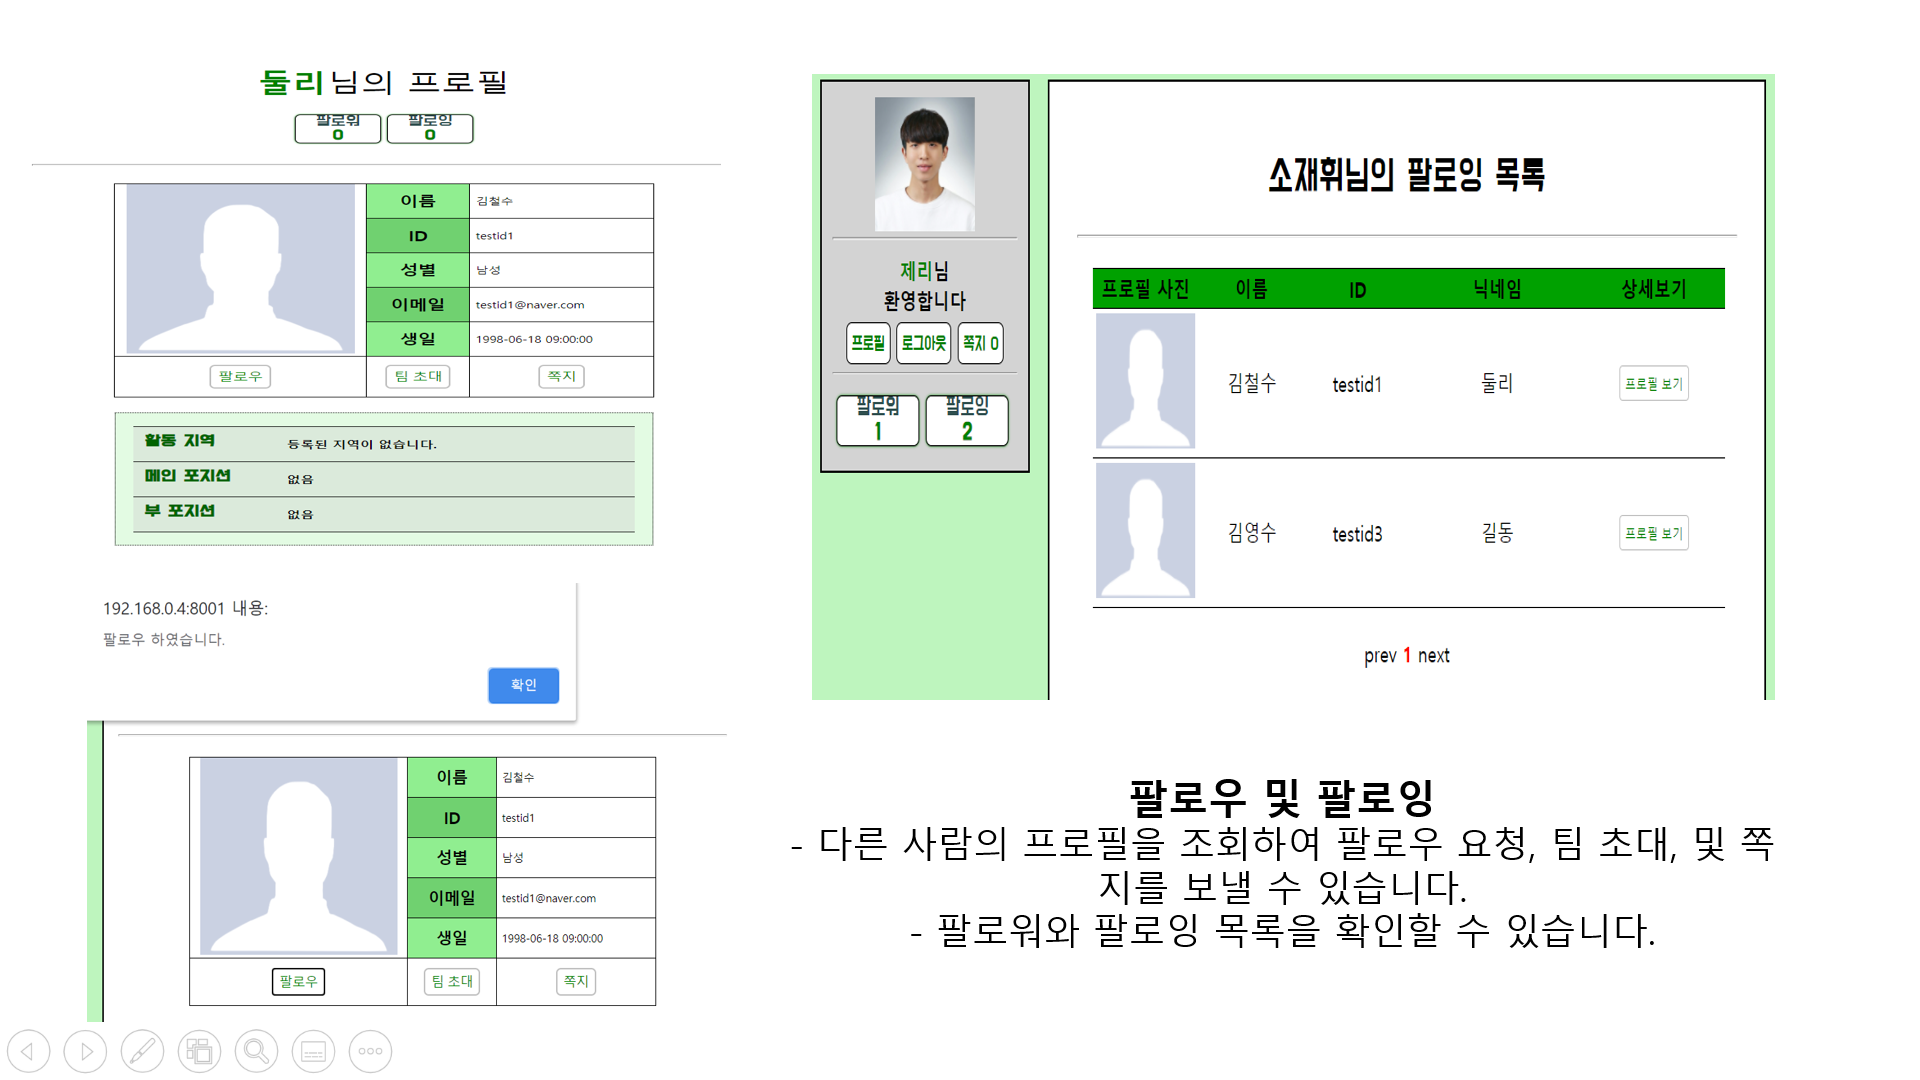 둘리님의 프로필
팔로워 팔로잉
0 0
이름 김철수
ID testid1
성별 남성
이메일 testid1@naver.com
생일 1998-06-18 09:00:00
팔로우 팀 초대 쪽지
활동 지역 등록된 지역이 없습니다.
메인 포지션 없음
부 포지션 없음
192.168.0.4:8001 내용:
팔로우 하였습니다.
확인
이름 김철수
ID testid1
성별 남성
이메일 testid1@naver.com
생일 1998-06-18 09:00:00
팔로우 팀 초대 쪽지
제리님
환영합니다
프로필 로그아웃 쪽지 0
팔로워 팔로잉
1 2
소재휘님의 팔로잉 목록
프로필 사진 이름 ID 닉네임 상세보기
김철수 testid1 둘리 프로필 보기
김영수 testid3 길동 프로필 보기
prev 1 next
팔로우 및 팔로잉
- 다른 사람의 프로필을 조회하여 팔로우 요청, 팀 초대, 및 쪽
지를 보낼 수 있습니다.
- 팔로워와 팔로잉 목록을 확인할 수 있습니다.